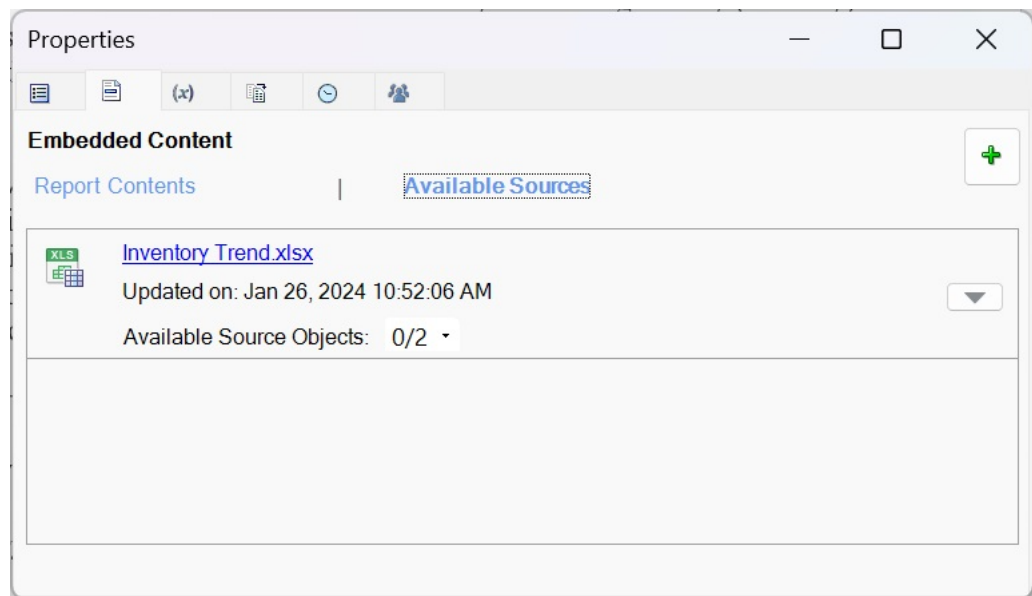 Properties
(x)
Embedded Content
Report Contents | Available Sources
XLS
Inventory Trend.xlsx
Updated on: Jan 26, 2024 10:52:06 AM
Available Source Objects: 0/2